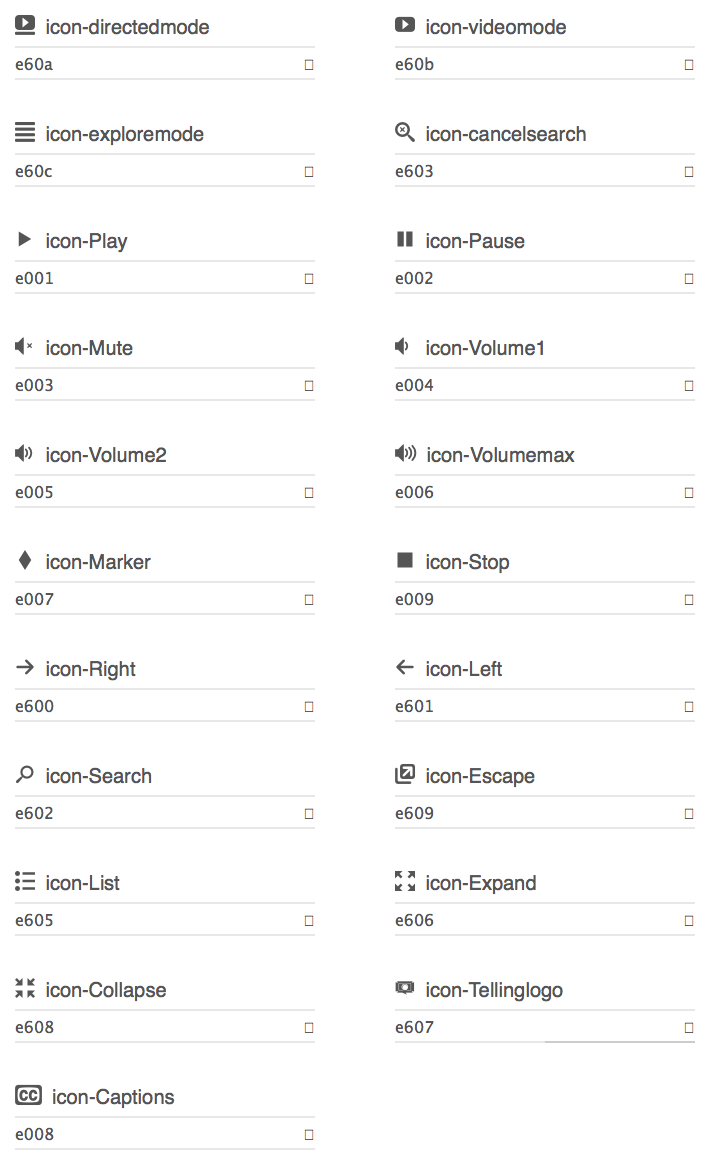 icon-directedmode
e60a
icon-videomode
e60b
icon-exploremode
e60c
icon-cancelsearch
e603
icon-Play
e001
icon-Pause
e002
icon-Mute
e003
icon-Volume1
e004
icon-Volume2
e005
icon-Volumemax
e006
icon-Marker
e007
icon-Stop
e009
icon-Right
e600
icon-Left
e601
icon-Search
e602
icon-Escape
e609
icon-List
e605
icon-Expand
e606
icon-Collapse
e608
icon-Tellinglogo
e607
CC icon-Captions
e008